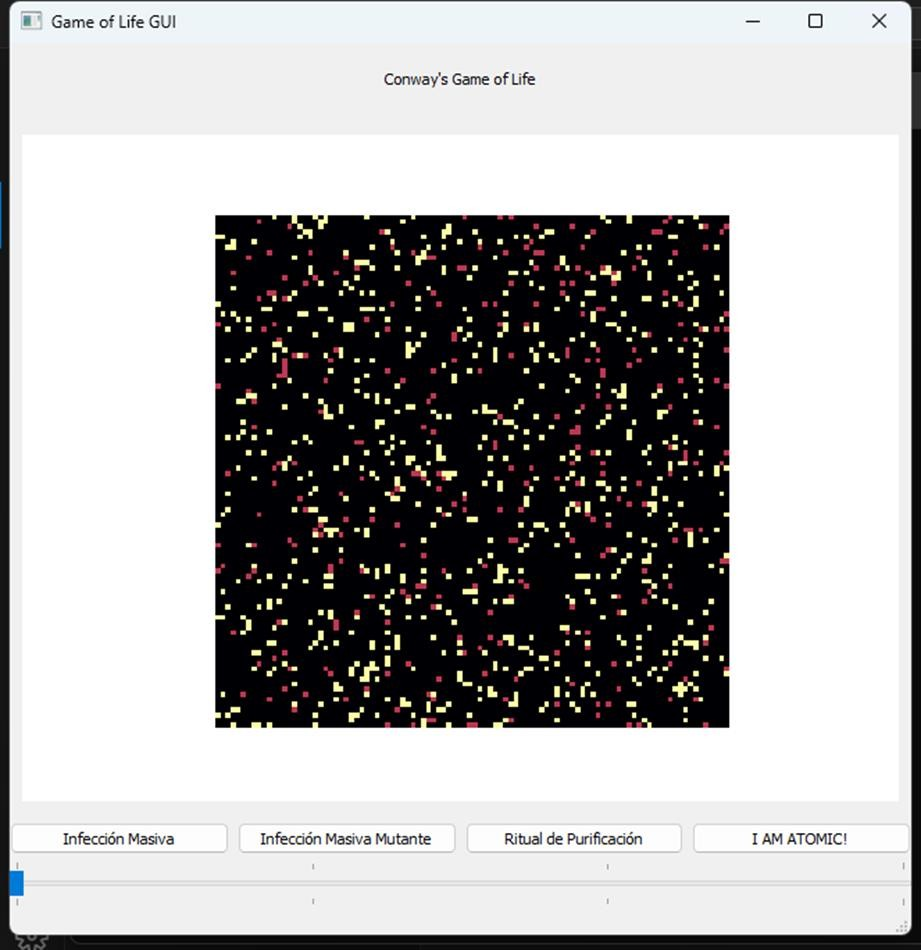 Game of Life GUI
Conway's Game of Life
Infección Masiva
Infección Masiva Mutante
Ritual de Purificación
I AM ATOMIC!